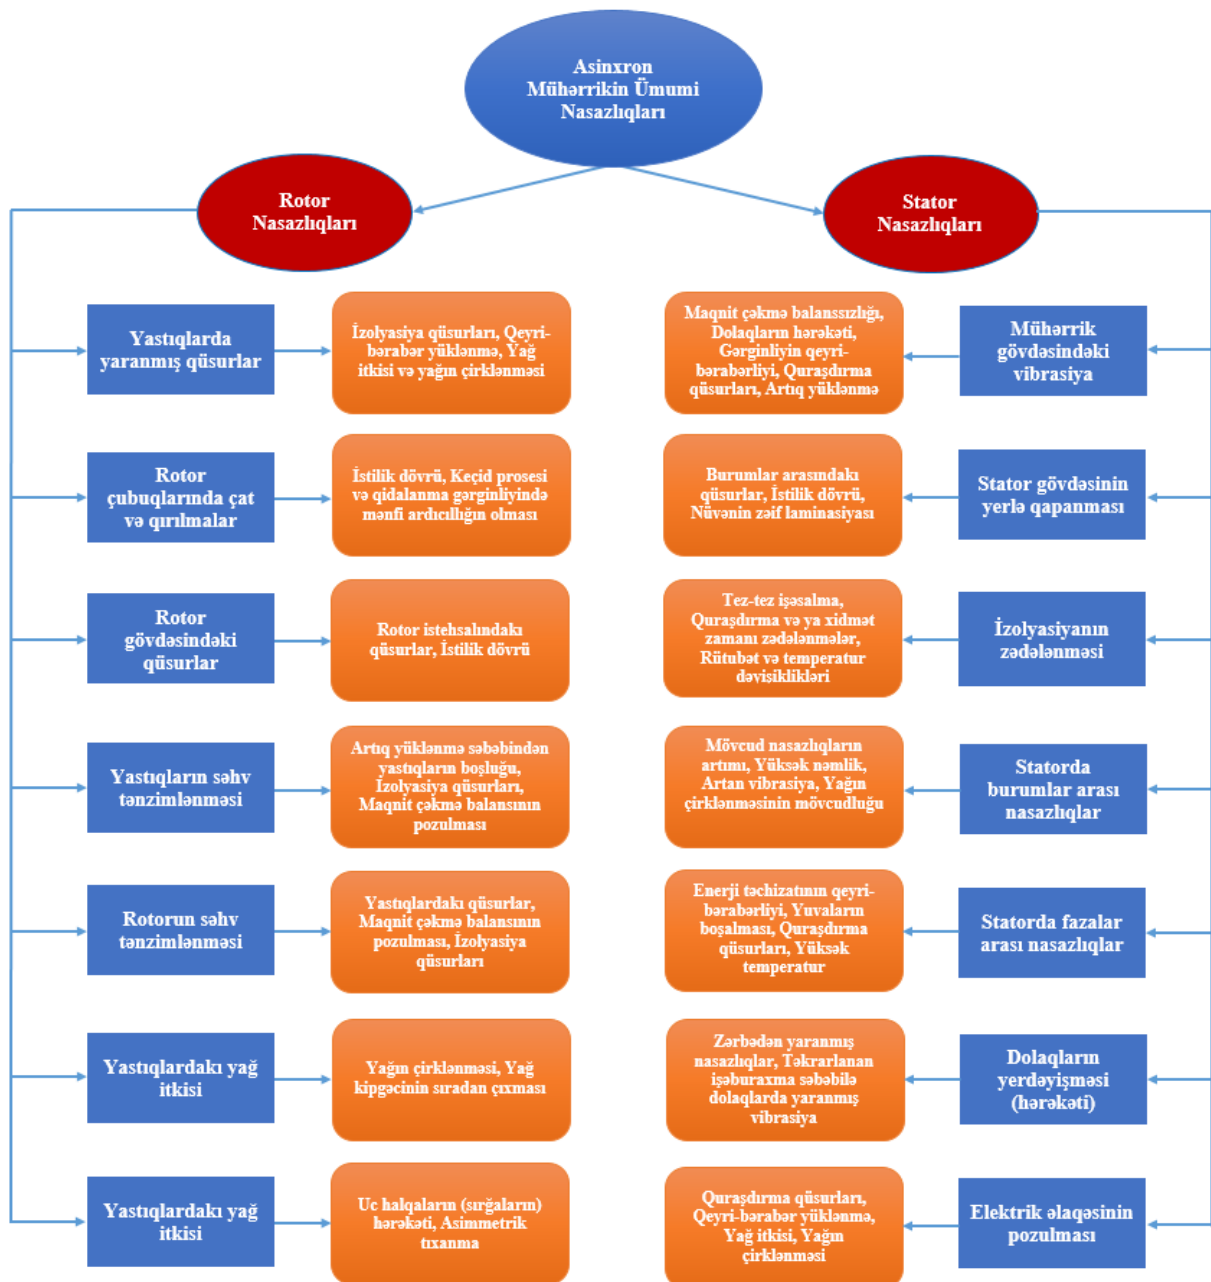 Asinxron
Mühərrikin Ümumi
Nasazlıqları
Rotor
Nasazlıqları
Stator
Nasazlıqları
Yastıqlarda
yaranmış qüsurlar
İzolyasiya qüsurları, Qeyri-
bərabər yüklənmə, Yağ
itkisi və yağın çirklənməsi
Maqnit çəkmə balanssızlığı,
Dolaqların hərəkəti,
Gərginliyin qeyri-
bərabərliyi, Quraşdırma
qüsurları, Artıq yüklənmə
Mühərrik
gövdəsindəki
vibrasiya
Rotor
çubuqlarında çat
və qırılmalar
İstilik dövrü, Keçid prosesi
və qidalanma gərginliyində
mənfi ardıcıllığın olması
Burumlar arasındakı
qüsurlar, İstilik dövrü,
Nüvənin zəif laminasiyası
Stator gövdəsinin
yerlə qapanması
Rotor
gövdəsindəki
qüsurlar
Rotor istehsalındakı
qüsurlar, İstilik dövrü
Tez-tez işəsalma,
Quraşdırma və ya xidmət
zamanı zədələnmələr,
Rütubət və temperatur
dəyişiklikləri
İzolyasiyanın
zədələnməsi
Yastıqların səhv
tənzimlənməsi
Artıq yüklənmə səbəbindən
yastıqların boşluğu,
İzolyasiya qüsurları,
Maqnit çəkmə balansının
pozulması
Mövcud nasazlıqların
artımı, Yüksək nəmlik,
Artan vibrasiya, Yağın
çirklənməsinin mövcudluğu
Statorda
burumlar arası
nasazlıqlar
Rotorun səhv
tənzimlənməsi
Yastıqlardakı qüsurlar,
Maqnit çəkmə balansının
pozulması, İzolyasiya
qüsurları
Enerji təchizatının qeyri-
bərabərliyi, Yuvaların
boşalması, Quraşdırma
qüsurları, Yüksək
temperatur
Statorda fazalar
arası nasazlıqlar
Yastıqlardakı yağ
itkisi
Yağın çirklənməsi, Yağ
kipgəcinin sıradan çıxması
Zərbədən yaranmış
nasazlıqlar, Təkrarlanan
işəburaxma səbəbilə
dolaqlarda yaranmış
vibrasiya
Dolaqların
yerdəyişməsi
(hərəkəti)
Yastıqlardakı yağ
itkisi
Uc halqaların (sırğaların)
hərəkəti, Asimmetrik
tıxanma
Quraşdırma qüsurları,
Qeyri-bərabər yüklənmə,
Yağ itkisi, Yağın
çirklənməsi
Elektrik əlaqəsinin
pozulması